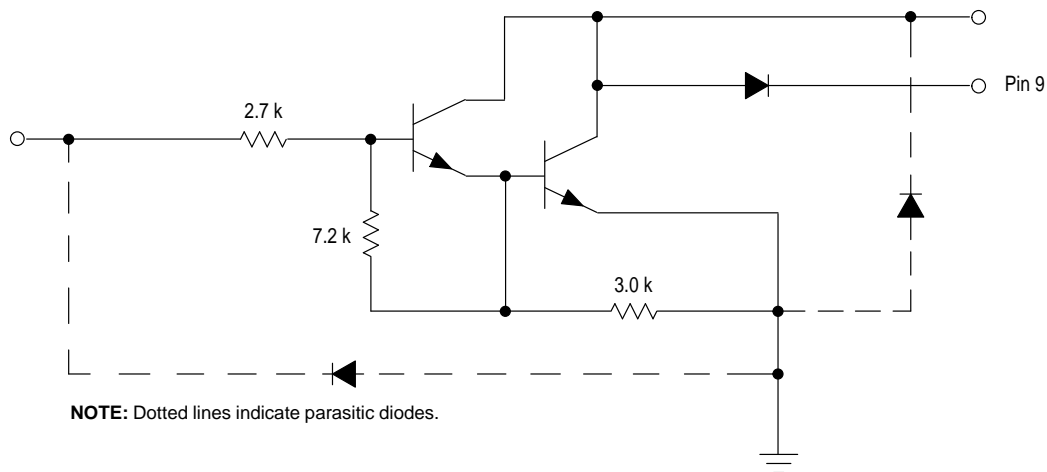 Pin 9
2.7 k
7.2 k
3.0 k
NOTE: Dotted lines indicate parasitic diodes.